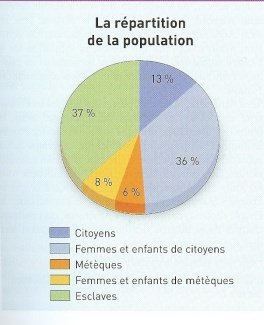 La répartition
de la population
13 %
36 %
6 %
8 %
37 %
Citoyens
Femmes et enfants de citoyens
Métèques
Femmes et enfants de métèques
Esclaves